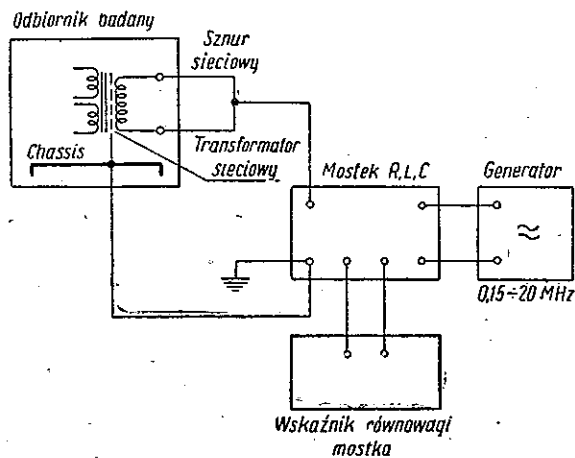 Odbiornik badany
Sznur
sieciowy
Chassis
Transformator
sieciowy
Mostek R,L,C
Generator
≈
0,15÷20 MHz
Wskaźnik równowagi
mostka